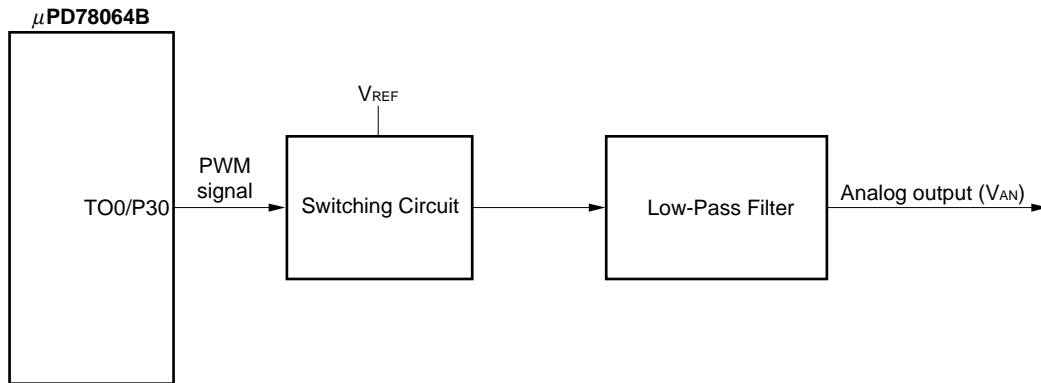 μPD78064B
VREF
PWM
signal
TO0/P30
Switching Circuit
Low-Pass Filter
Analog output (VAN)